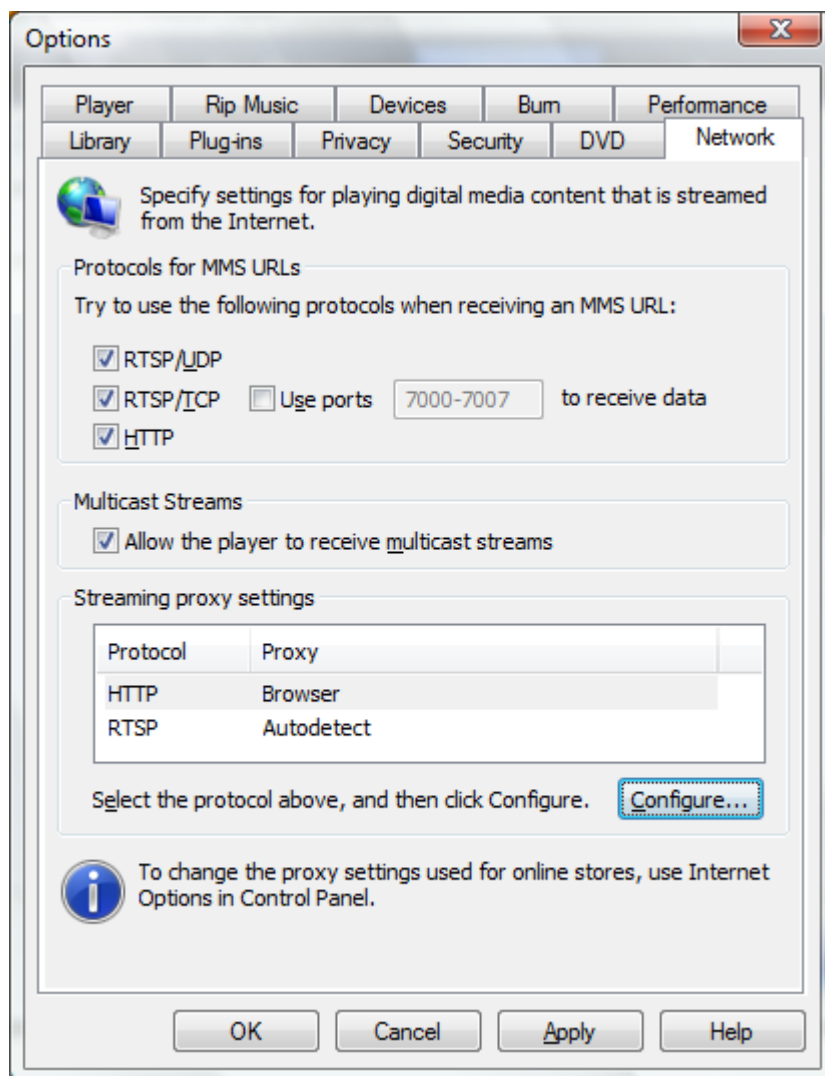 Options
Player Rip Music Devices Burn Performance
Library Plug-ins Privacy Security DVD Network
Specify settings for playing digital media content that is streamed
from the Internet.
Protocols for MMS URLs
Try to use the following protocols when receiving an MMS URL:
RTSP/UDP
RTSP/TCP Use ports 7000-7007 to receive data
HTTP
Multicast Streams
Allow the player to receive multicast streams
Streaming proxy settings
Protocol Proxy
HTTP Browser
RTSP Autodetect
Select the protocol above, and then click Configure. Configure...
To change the proxy settings used for online stores, use Internet
Options in Control Panel.
OK Cancel Apply Help